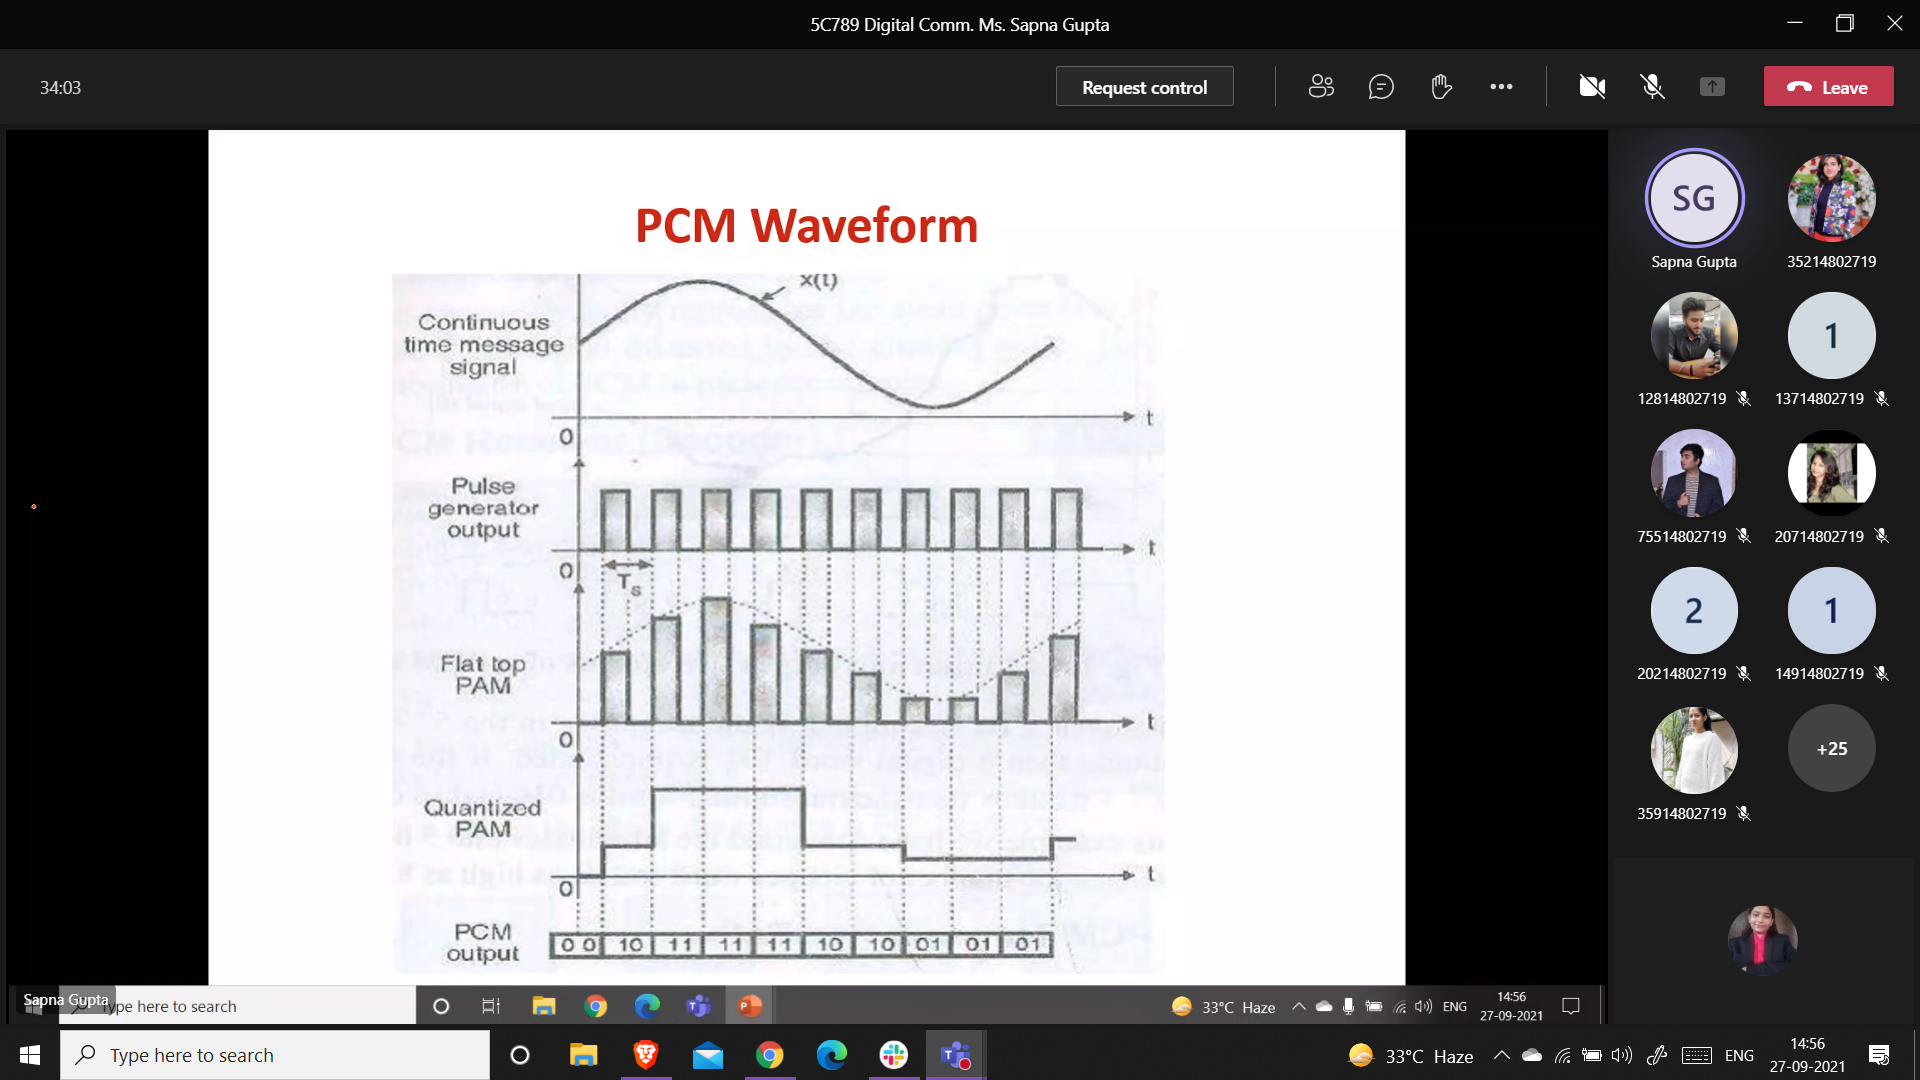 5C789 Digital Comm. Ms. Sapna Gupta
34:03
Request control
Leave
PCM Waveform
x(t)
Continuous
time message
signal
t
0
Pulse
generator
output
t
0
Ts
Flat top
PAM
t
0
Quantized
PAM
t
0
PCM
output
0 0 10 11 11 11 10 10 01 01 01
SG
Sapna Gupta
35214802719
1
12814802719
13714802719
75514802719
20714802719
2
1
20214802719
14914802719
+25
35914802719
Sapna Gupta
Type here to search
33°C Haze
ENG
14:56
27-09-2021
Type here to search
33°C Haze
ENG
14:56
27-09-2021